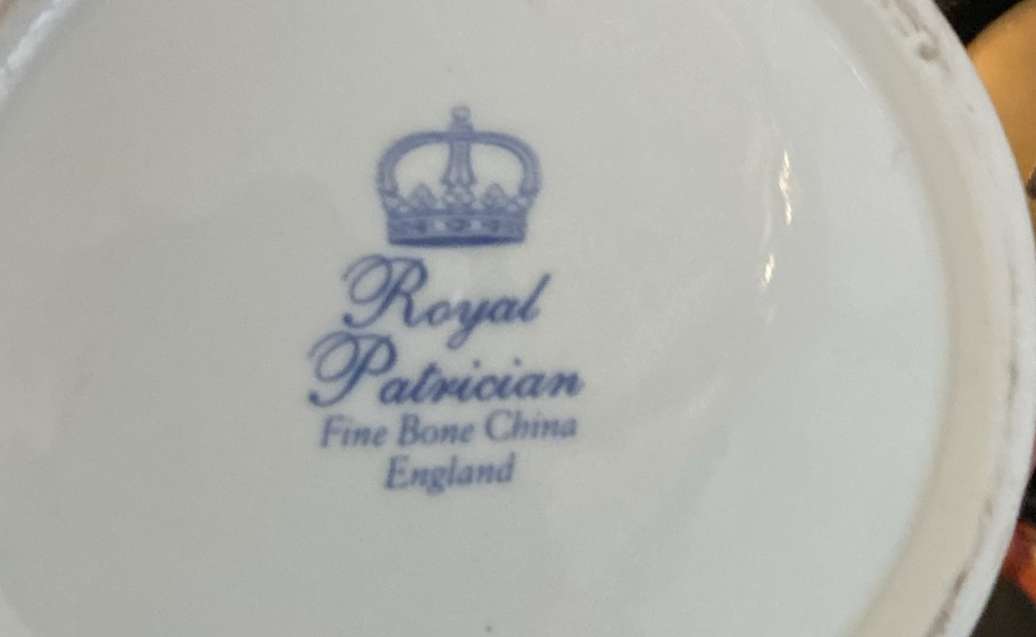 Royal
Patrician
Fine Bone China
England